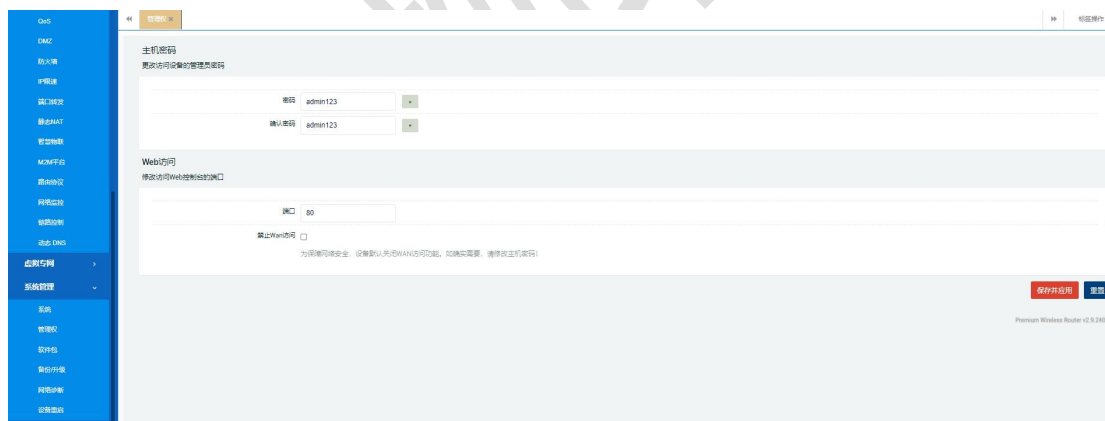 QoS
DMZ
防火墙
IP限速
端口转发
静态NAT
智慧物联
M2M平台
路由协议
网络监控
链路控制
动态 DNS
虚拟专网
系统管理
系统
管理权
软件包
备份/升级
网络诊断
设备重启
管理权
标签操作
主机密码
更改访问设备的管理员密码
密码 admin123
确认密码 admin123
Web访问
修改访问Web控制台的端口
端口 80
禁止Wan访问
为保障网络安全，设备默认关闭WAN访问功能。如确实需要，请修改主机密码！
保存并应用 重置
Premium Wireless Router v2.9.240